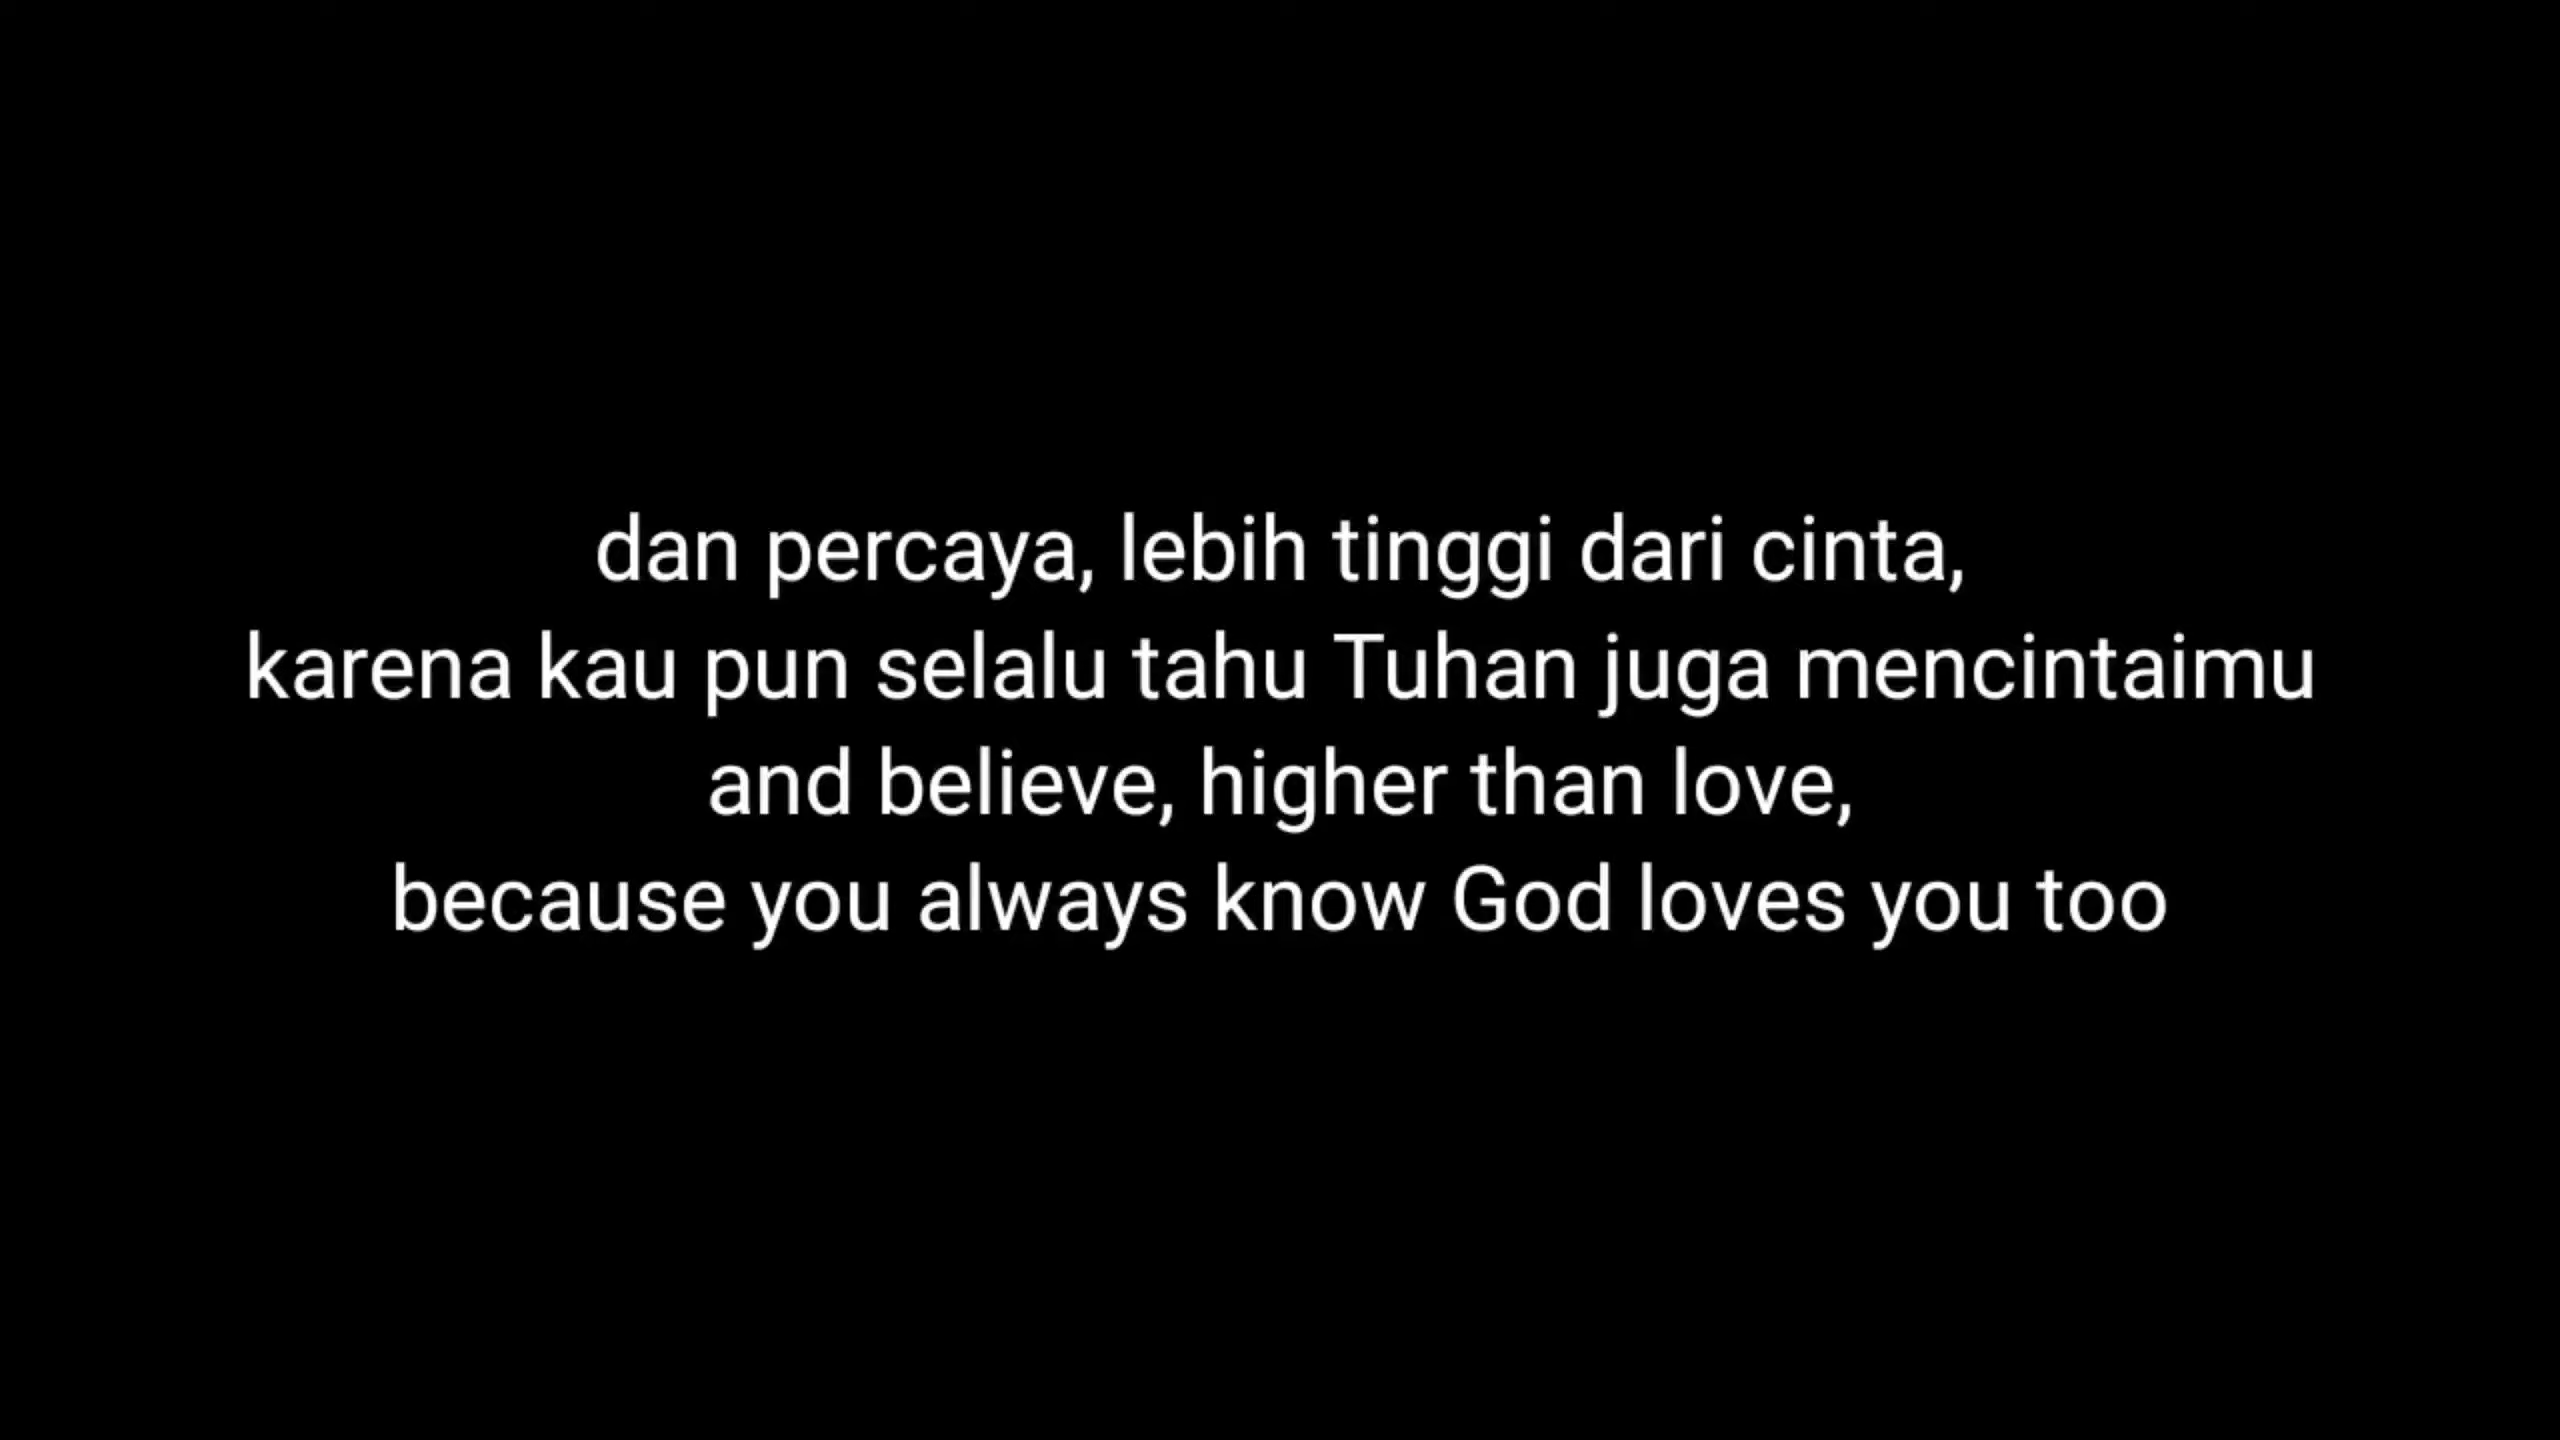 dan percaya, lebih tinggi dari cinta,
karena kau pun selalu tahu Tuhan juga mencintaimu
and believe, higher than love,
because you always know God loves you too